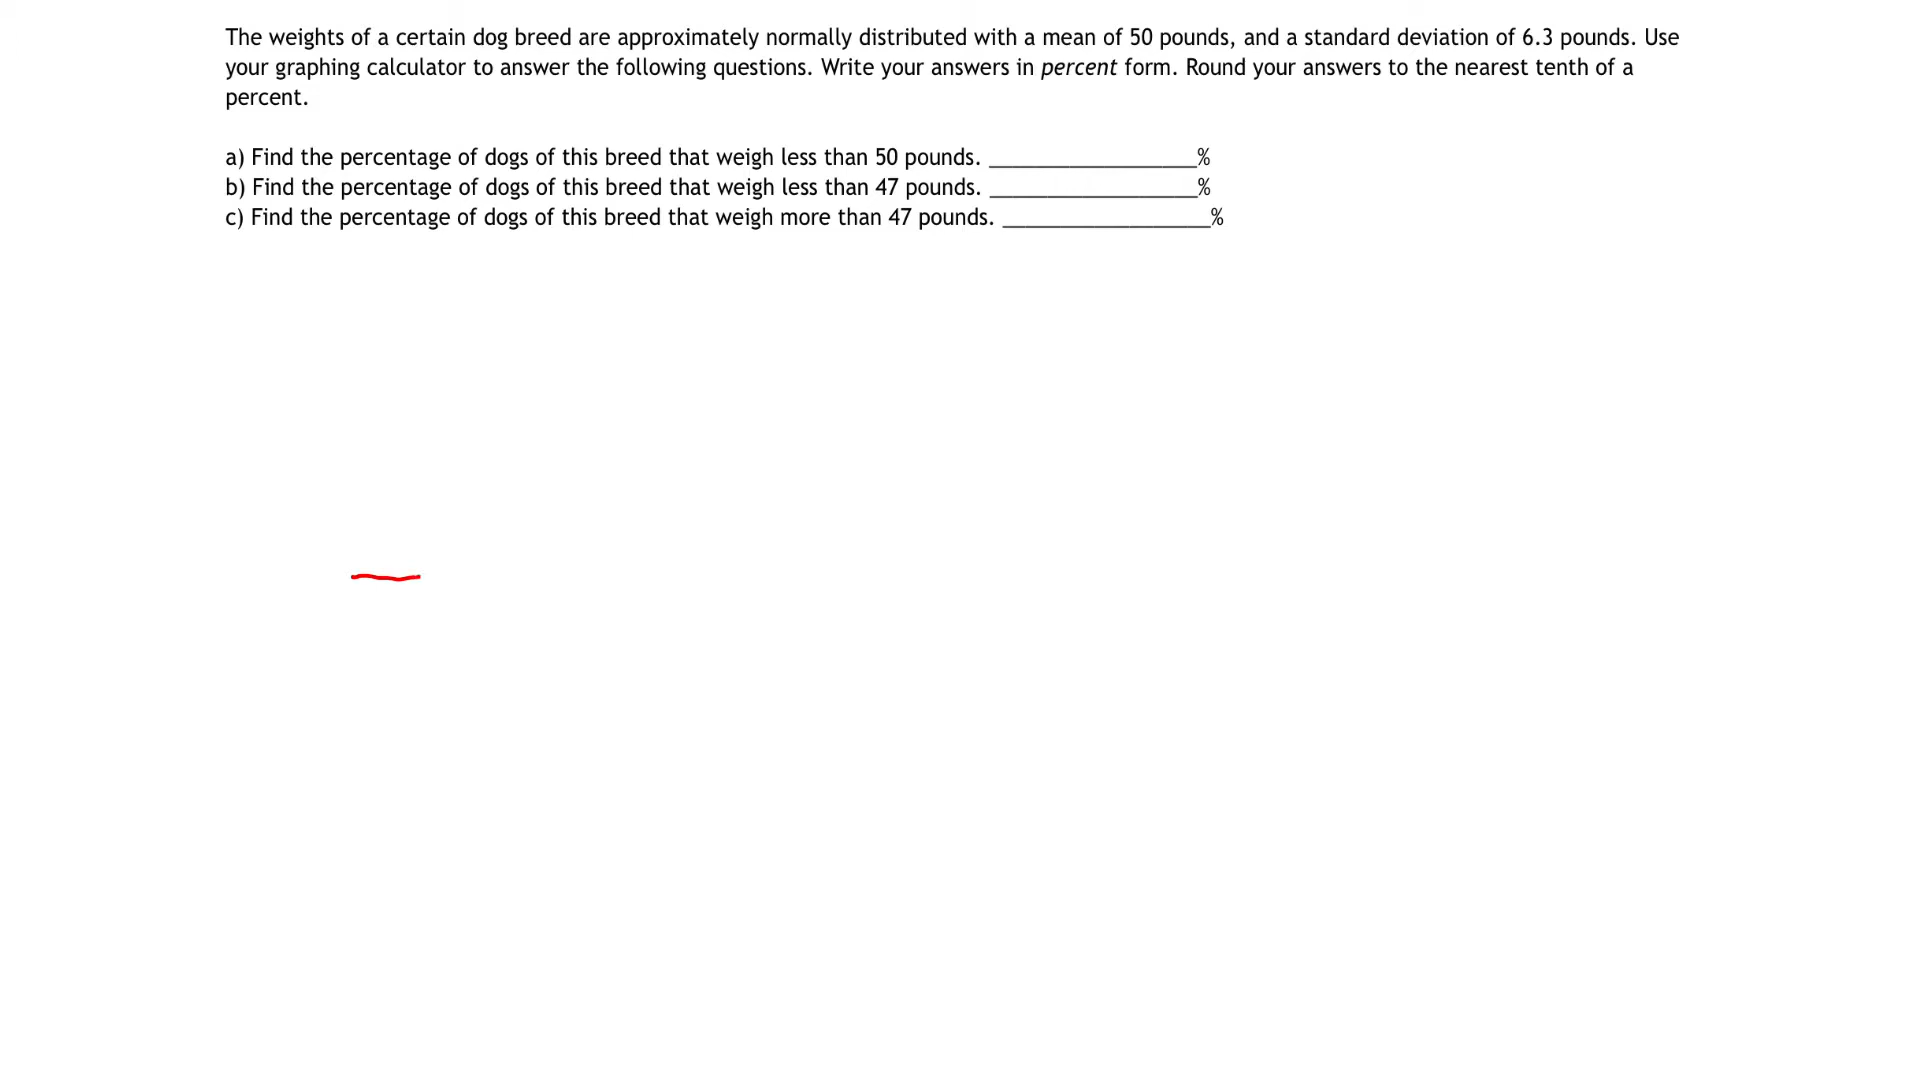 The weights of a certain dog breed are approximately normally distributed with a mean of 50 pounds, and a standard deviation of 6.3 pounds. Use
your graphing calculator to answer the following questions. Write your answers in percent form. Round your answers to the nearest tenth of a
percent.
a) Find the percentage of dogs of this breed that weigh less than 50 pounds. __________________%
b) Find the percentage of dogs of this breed that weigh less than 47 pounds. __________________%
c) Find the percentage of dogs of this breed that weigh more than 47 pounds. __________________%